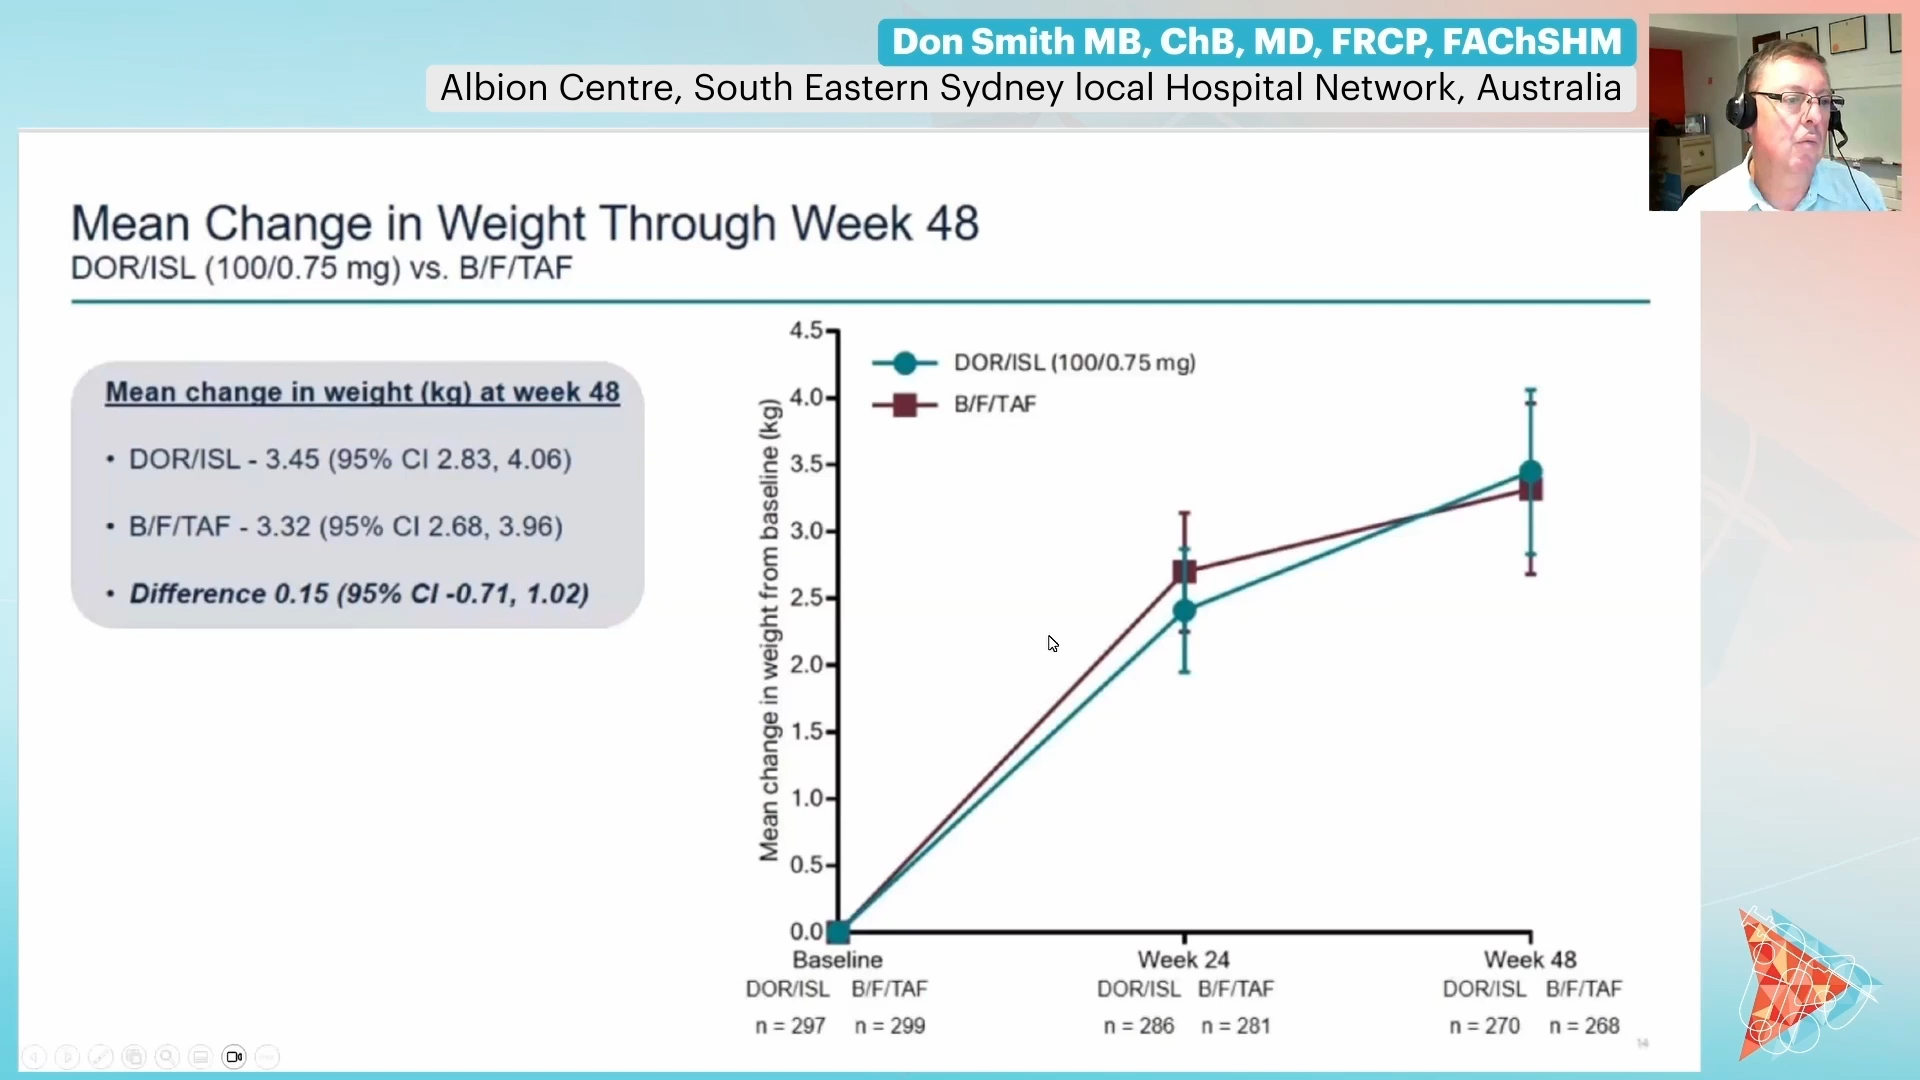 Don Smith MB, ChB, MD, FRCP, FAChSHM
Albion Centre, South Eastern Sydney local Hospital Network, Australia
Mean Change in Weight Through Week 48
DOR/ISL (100/0.75 mg) vs. B/F/TAF
Mean change in weight (kg) at week 48
• DOR/ISL - 3.45 (95% CI 2.83, 4.06)
• B/F/TAF - 3.32 (95% CI 2.68, 3.96)
• Difference 0.15 (95% CI -0.71, 1.02)
Mean change in weight from baseline (kg)
4.5
4.0
3.5
3.0
2.5
2.0
1.5
1.0
0.5
0.0
DOR/ISL (100/0.75 mg)
B/F/TAF
Baseline Week 24 Week 48
DOR/ISL B/F/TAF DOR/ISL B/F/TAF DOR/ISL B/F/TAF
n = 297 n = 299 n = 286 n = 281 n = 270 n = 268
14